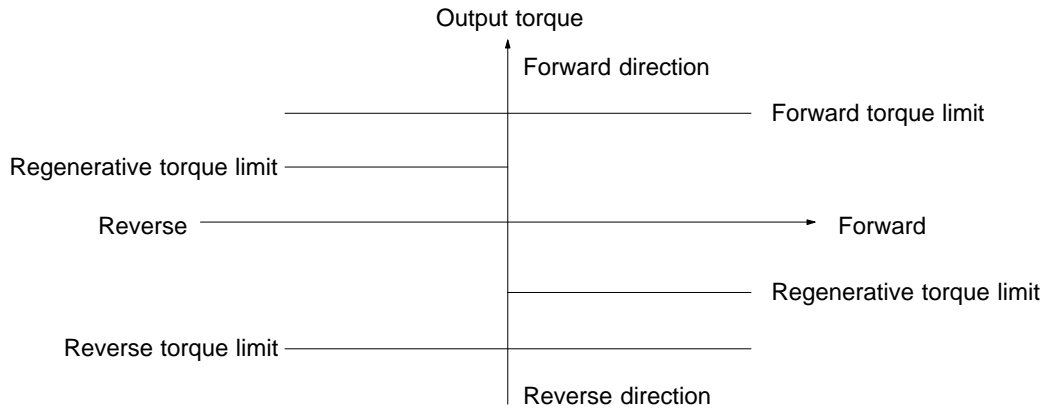 Output torque
Forward direction
Forward torque limit
Regenerative torque limit
Reverse
Forward
Regenerative torque limit
Reverse torque limit
Reverse direction